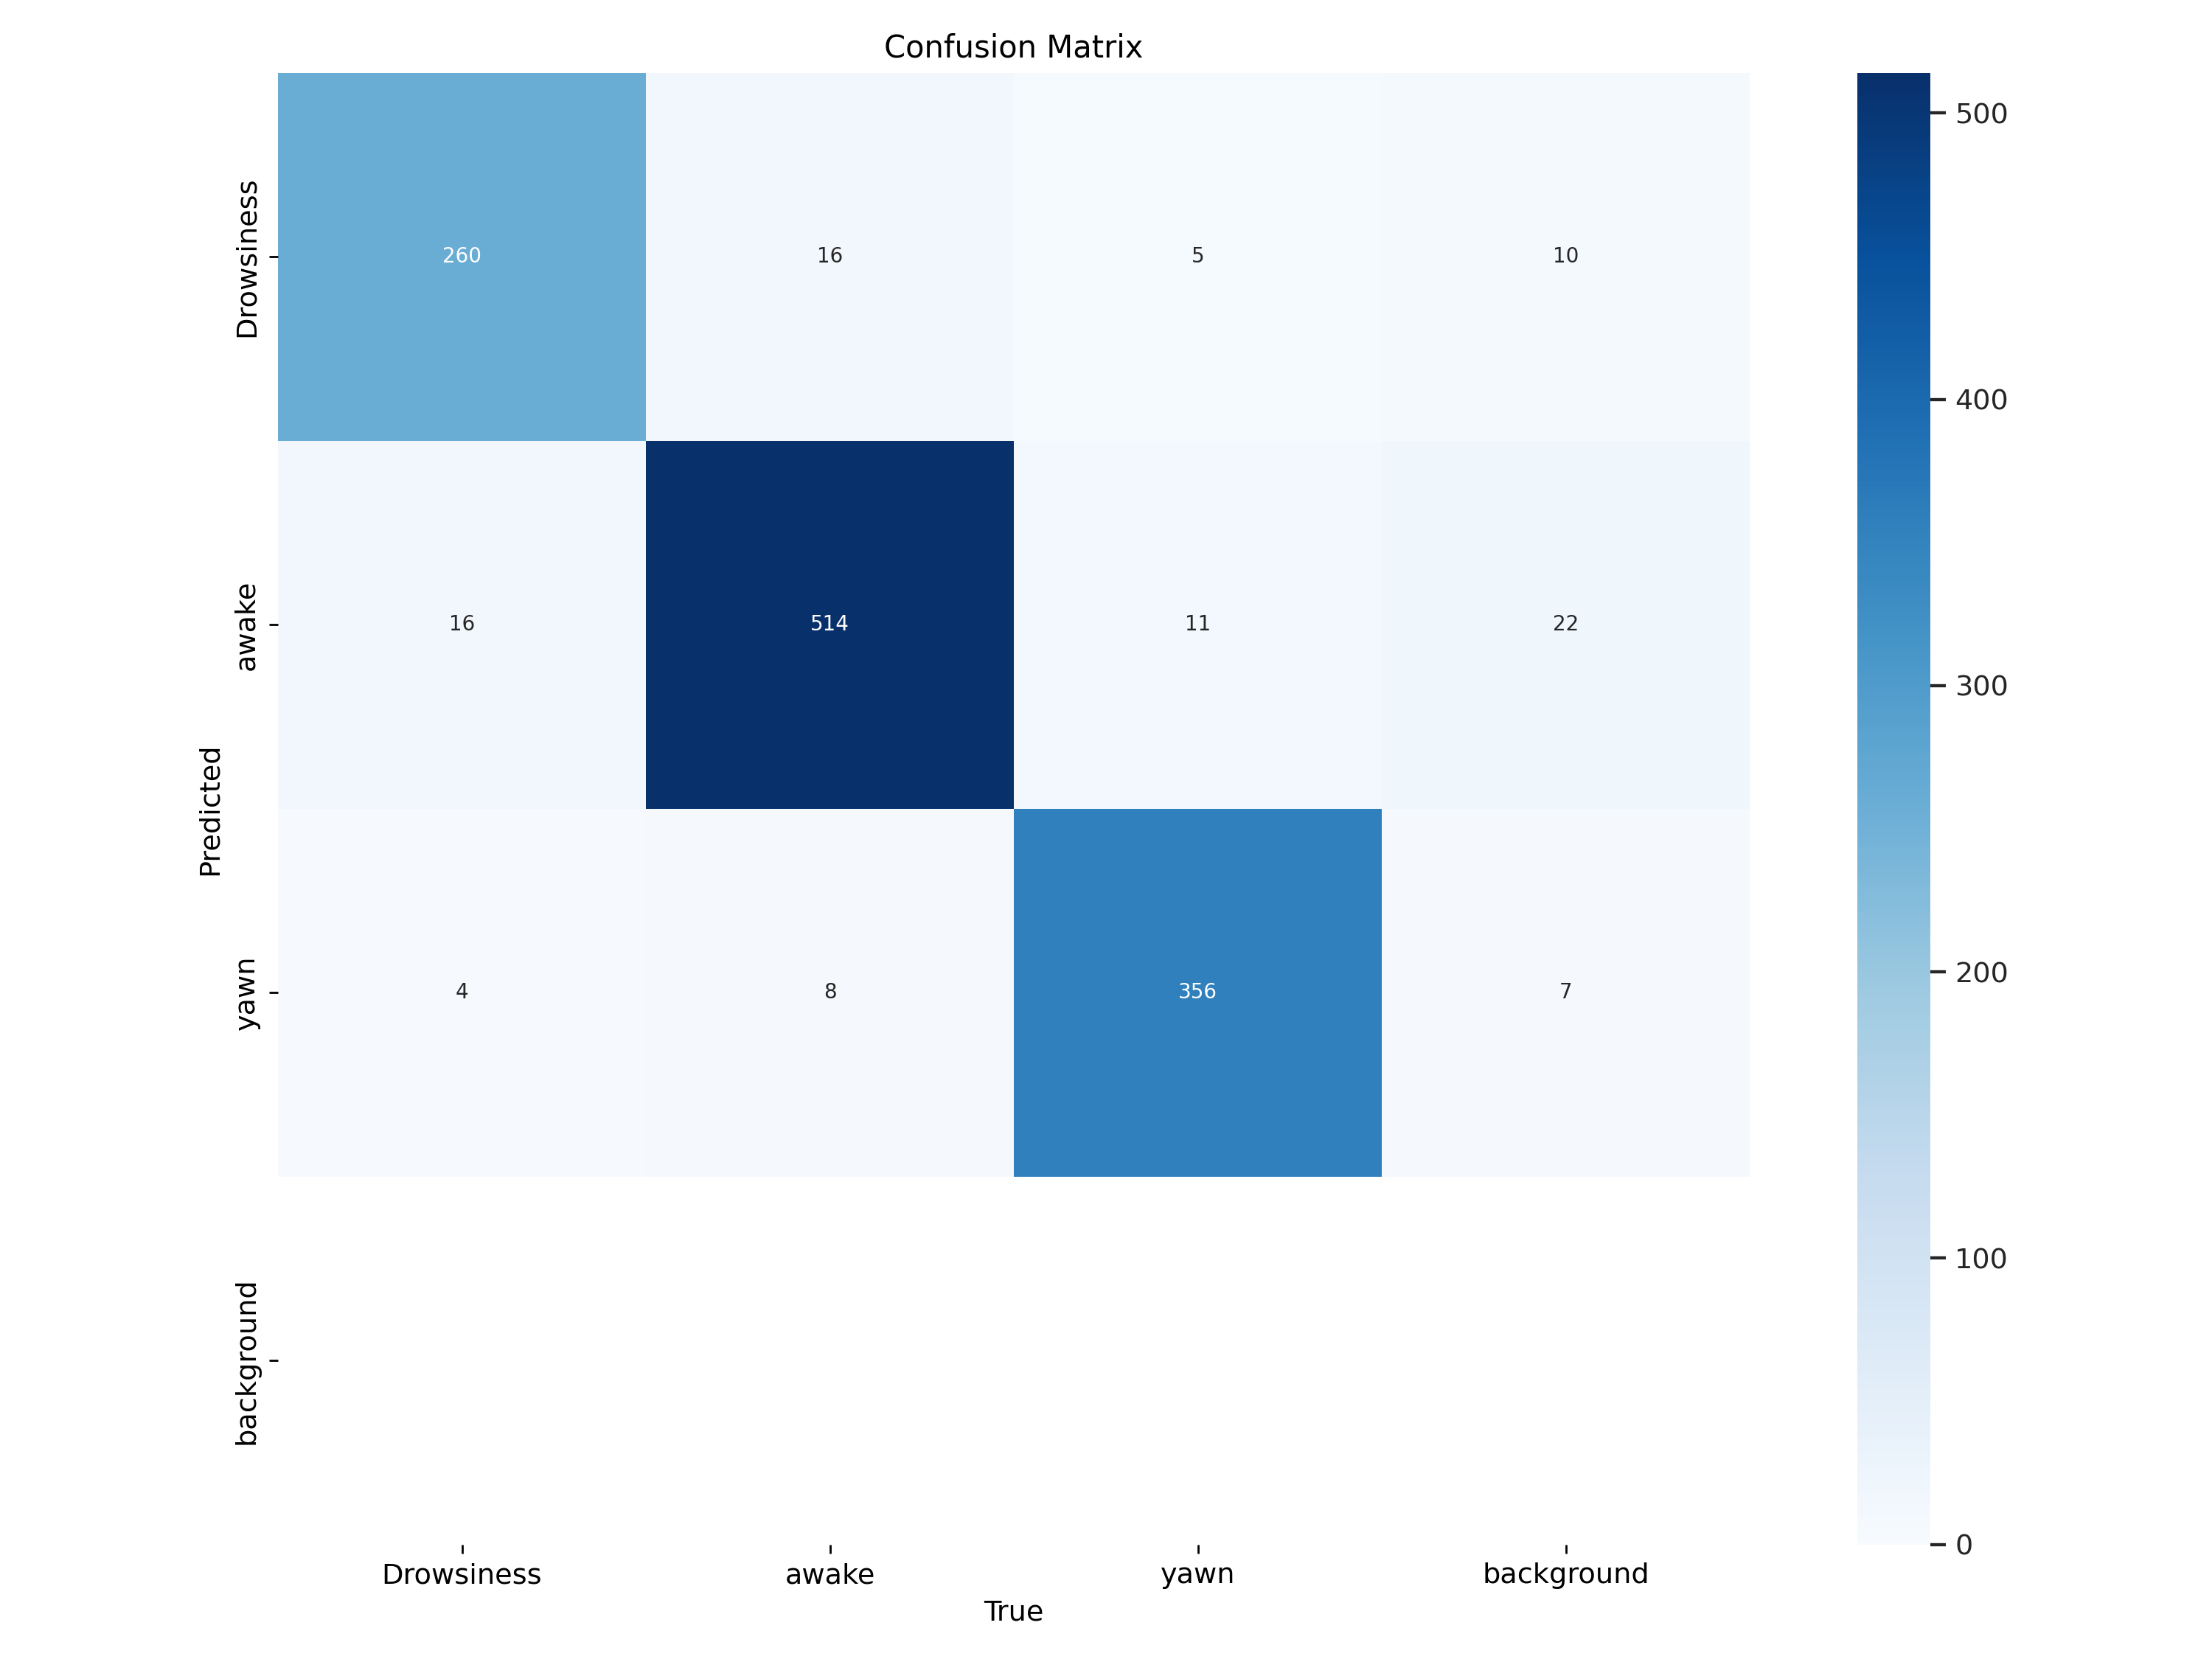 Confusion Matrix
Drowsiness
260
16
5
10
awake
16
514
11
22
yawn
4
8
356
7
background
Predicted
Drowsiness
awake
yawn
background
True
500
400
300
200
100
0